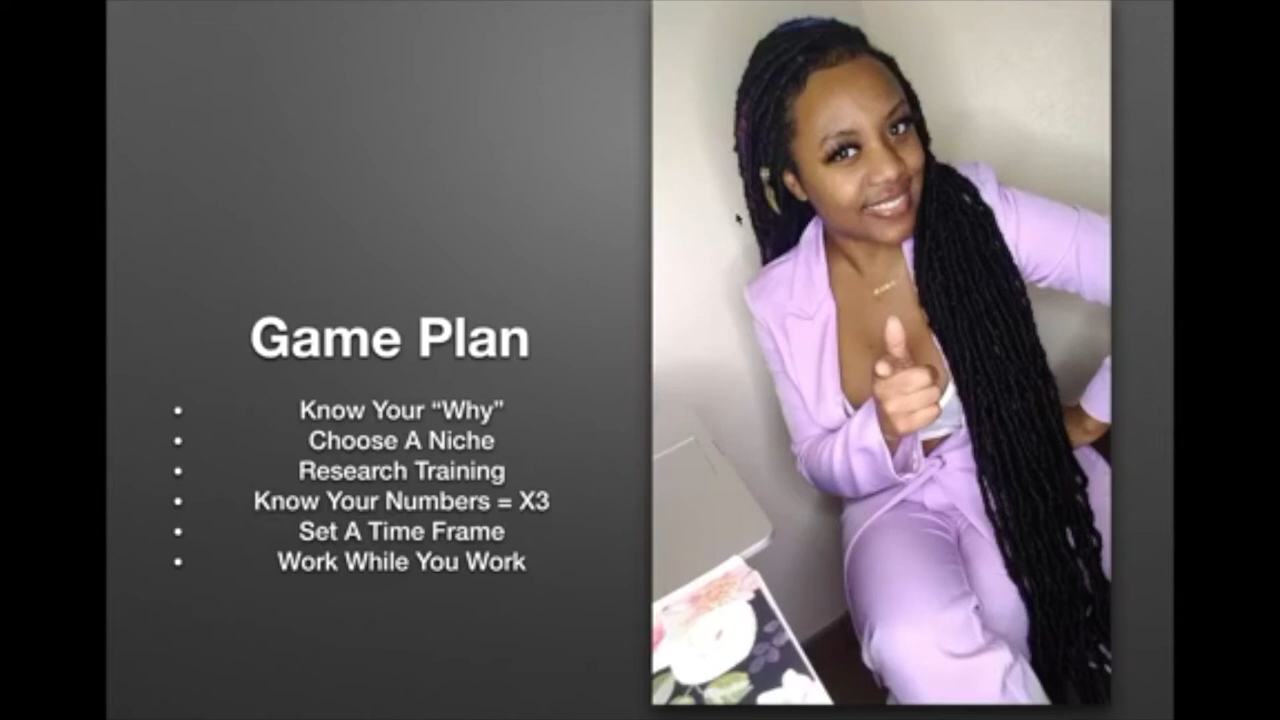 Game Plan
• Know Your “Why”
• Choose A Niche
• Research Training
• Know Your Numbers = X3
• Set A Time Frame
• Work While You Work